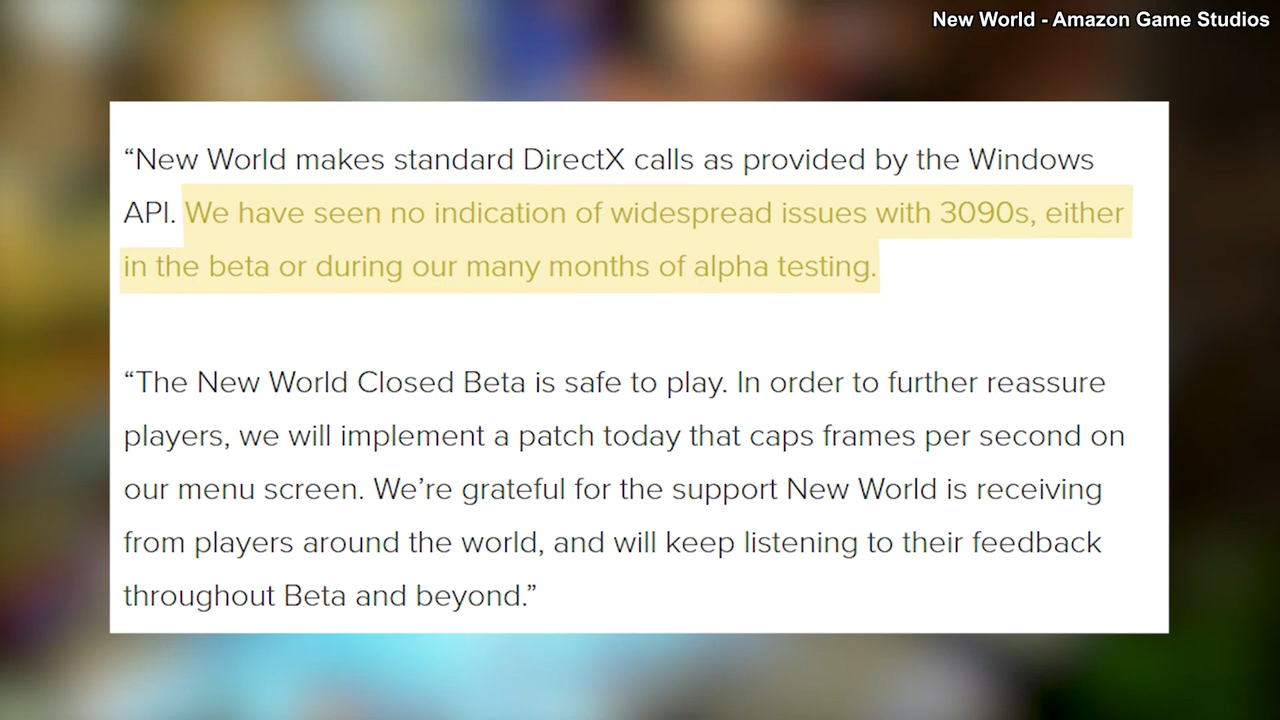 New World - Amazon Game Studios
“New World makes standard DirectX calls as provided by the Windows
API. We have seen no indication of widespread issues with 3090s, either
in the beta or during our many months of alpha testing.
“The New World Closed Beta is safe to play. In order to further reassure
players, we will implement a patch today that caps frames per second on
our menu screen. We’re grateful for the support New World is receiving
from players around the world, and will keep listening to their feedback
throughout Beta and beyond.”